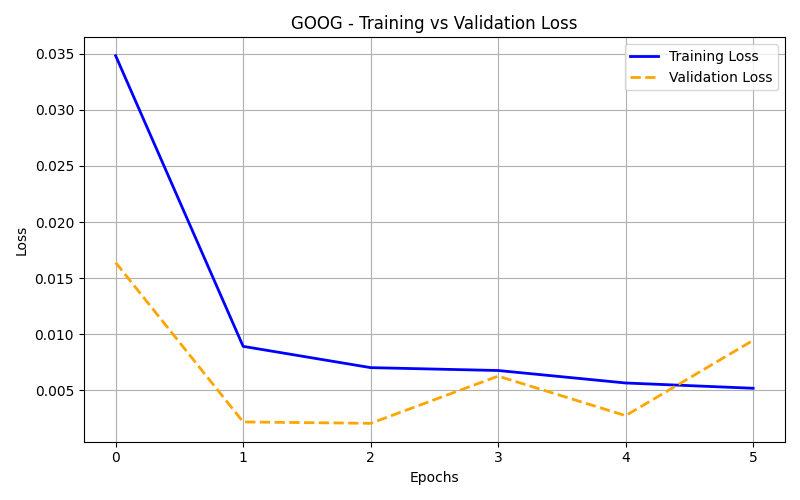 GOOG - Training vs Validation Loss
Training Loss
Validation Loss
0.035
0.030
0.025
0.020
0.015
0.010
0.005
Loss
0 1 2 3 4 5
Epochs